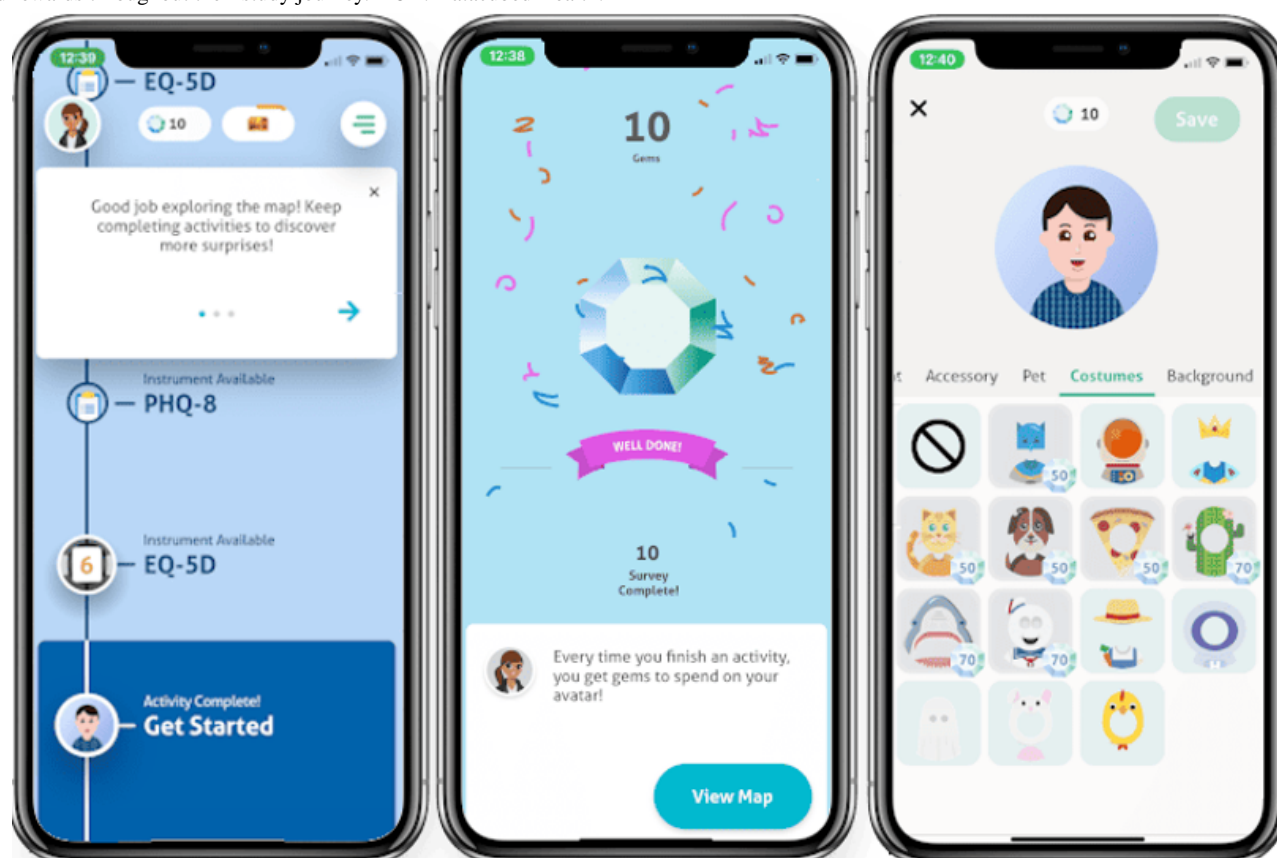 12:39
EQ-5D
10
Good job exploring the map! Keep
completing activities to discover
more surprises!
Instrument Available
PHQ-8
6
Instrument Available
EQ-5D
Activity Complete!
Get Started
12:38
10
Gems
WELL DONE!
10
Survey
Complete!
Every time you finish an activity,
you get gems to spend on your
avatar!
View Map
12:40
10
Save
Accessory Pet Costumes Background
50
50 50 50 70
70 70